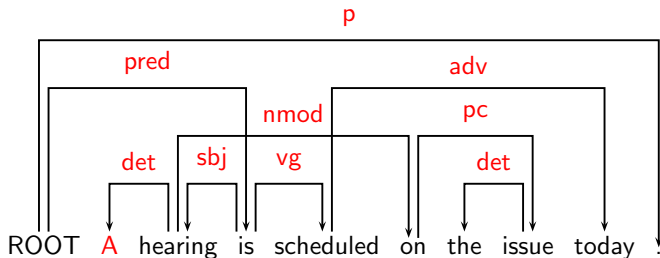 p
pred adv
nmod pc
det sbj vg det
ROOT A hearing is scheduled on the issue today .